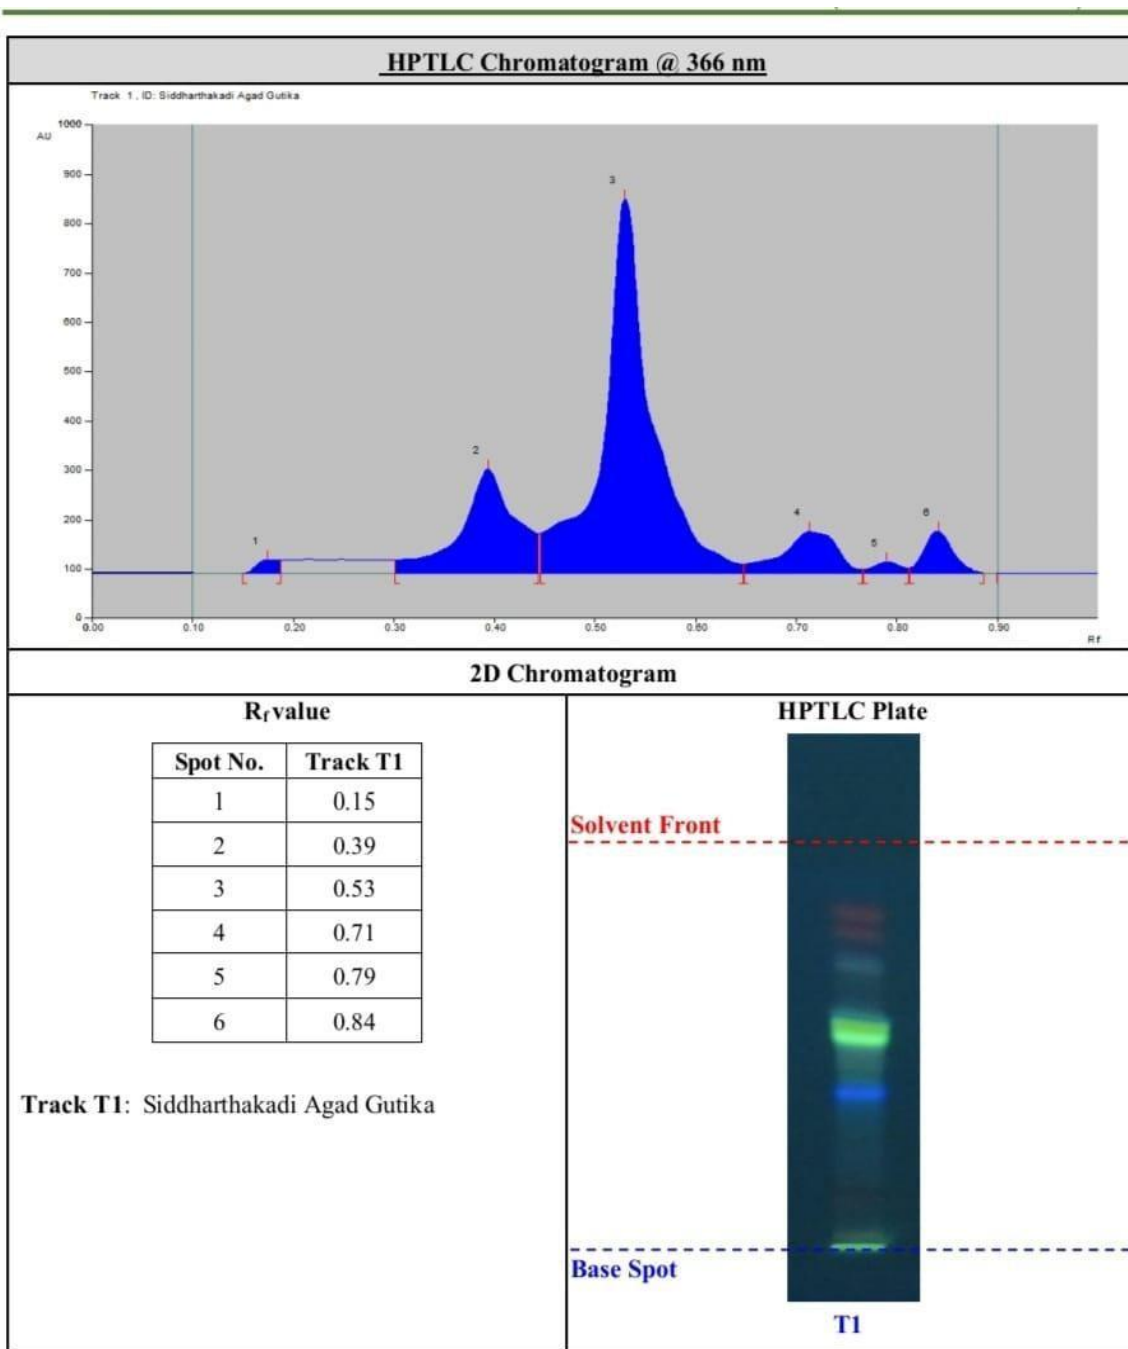 HPTLC Chromatogram @ 366 nm
Track 1 , ID: Siddharthakadi Agad Gutika
AU
1000
900
800
700
600
500
400
300
200
100
0
1
2
3
4
5
6
0.00 0.10 0.20 0.30 0.40 0.50 0.60 0.70 0.80 0.90
Rf
2D Chromatogram
Rf value
Spot No. Track T1
1 0.15
2 0.39
3 0.53
4 0.71
5 0.79
6 0.84
Track T1: Siddharthakadi Agad Gutika
HPTLC Plate
Solvent Front
Base Spot
T1